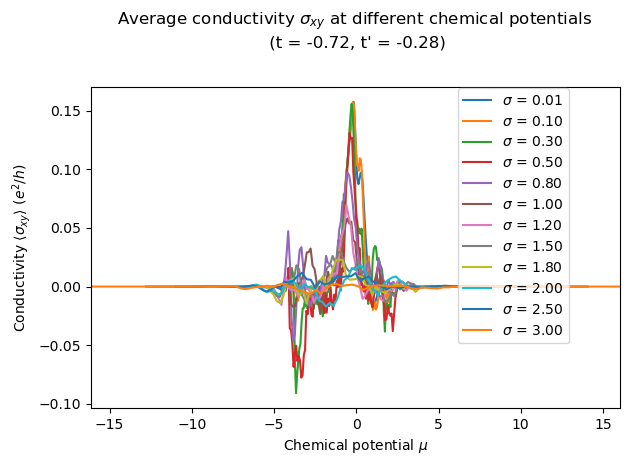 Average conductivity σxy at different chemical potentials
(t = -0.72, t' = -0.28)
0.15
0.10
0.05
0.00
−0.05
−0.10
Conductivity ⟨σxy⟩ (e²/h)
σ = 0.01
σ = 0.10
σ = 0.30
σ = 0.50
σ = 0.80
σ = 1.00
σ = 1.20
σ = 1.50
σ = 1.80
σ = 2.00
σ = 2.50
σ = 3.00
−15
−10
−5
0
5
10
15
Chemical potential μ